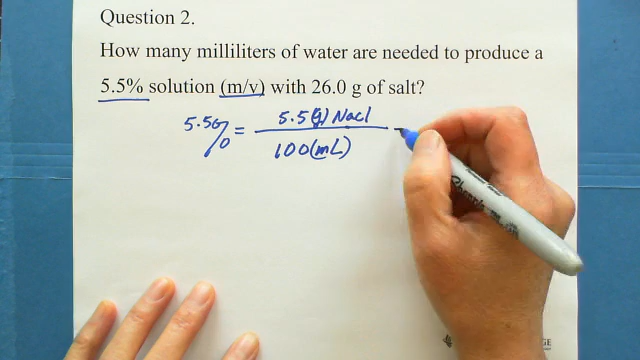 Question 2.
How many milliliters of water are needed to produce a
5.5% solution (m/v) with 26.0 g of salt?
5.5% = 5.5(g) Nacl / 100(mL)